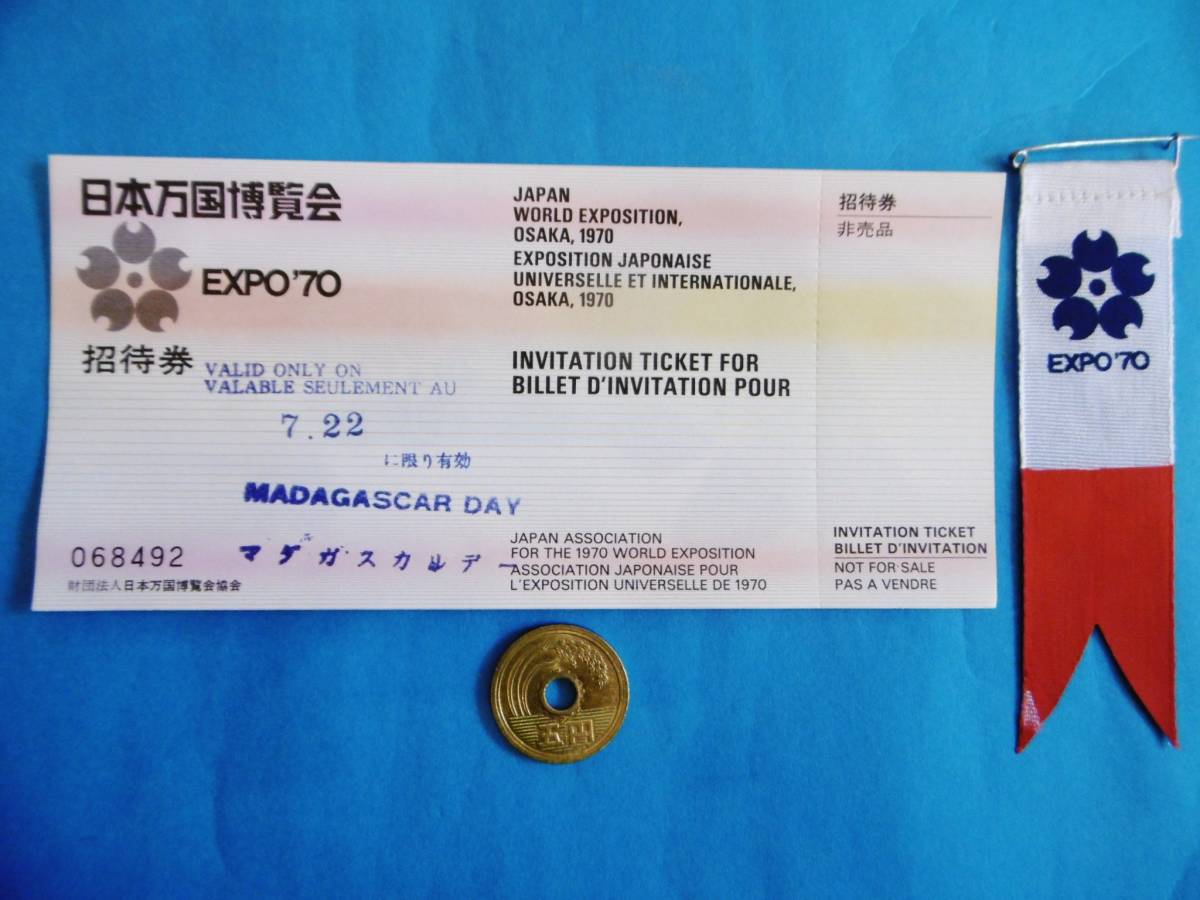 日本万国博覧会
EXPO'70
招待券
VALID ONLY ON
VALABLE SEULEMENT AU
7.22
に限り有効
MADAGASCAR DAY
マダガスカルデー
068492
財団法人日本万国博覧会協会
JAPAN
WORLD EXPOSITION,
OSAKA, 1970
EXPOSITION JAPONAISE
UNIVERSELLE ET INTERNATIONALE,
OSAKA, 1970
INVITATION TICKET FOR
BILLET D'INVITATION POUR
JAPAN ASSOCIATION
FOR THE 1970 WORLD EXPOSITION
ASSOCIATION JAPONAISE POUR
L'EXPOSITION UNIVERSELLE DE 1970
招待券
非売品
INVITATION TICKET
BILLET D'INVITATION
NOT FOR SALE
PAS A VENDRE
EXPO'70
五円